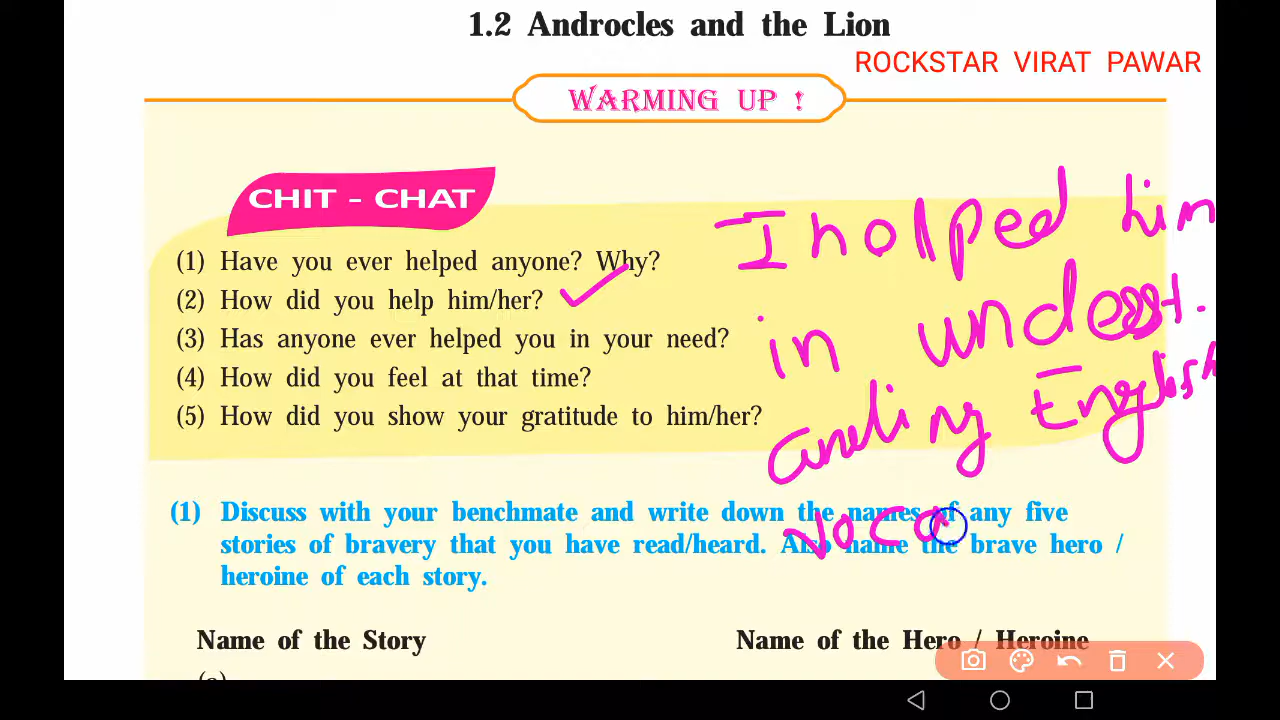 1.2 Androcles and the Lion
ROCKSTAR VIRAT PAWAR
WARMING UP !
CHIT - CHAT
(1) Have you ever helped anyone? Why?
(2) How did you help him/her?
(3) Has anyone ever helped you in your need?
(4) How did you feel at that time?
(5) How did you show your gratitude to him/her?
I holped him
in underst.
anding English
voca
(1) Discuss with your benchmate and write down the names of any five
stories of bravery that you have read/heard. Also name the brave hero /
heroine of each story.
Name of the Story
Name of the Hero / Heroine